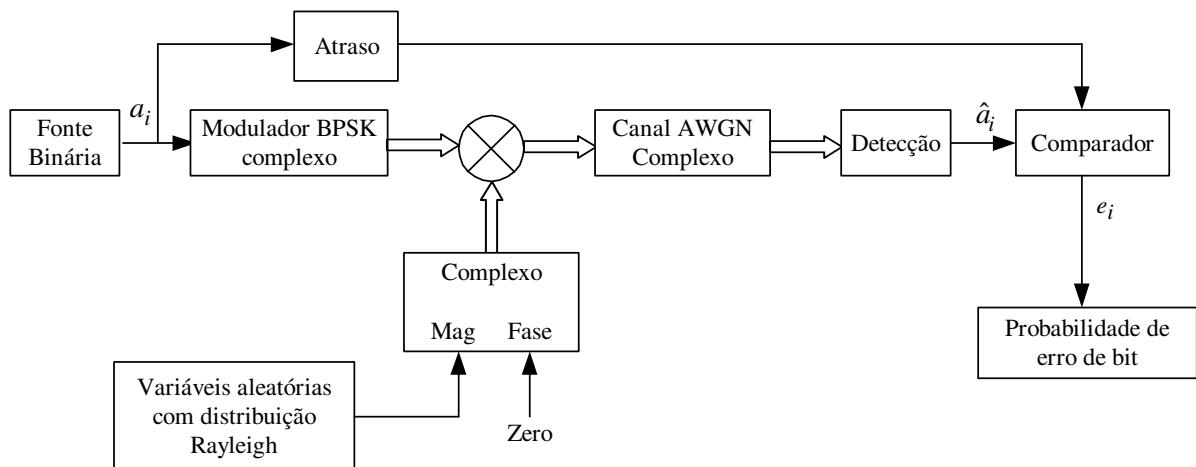 Atraso
a_i
Fonte
Binária
Modulador BPSK
complexo
Canal AWGN
Complexo
Detecção
â_i
Comparador
e_i
Complexo
Mag Fase
Probabilidade de
erro de bit
Variáveis aleatórias
com distribuição
Rayleigh
Zero